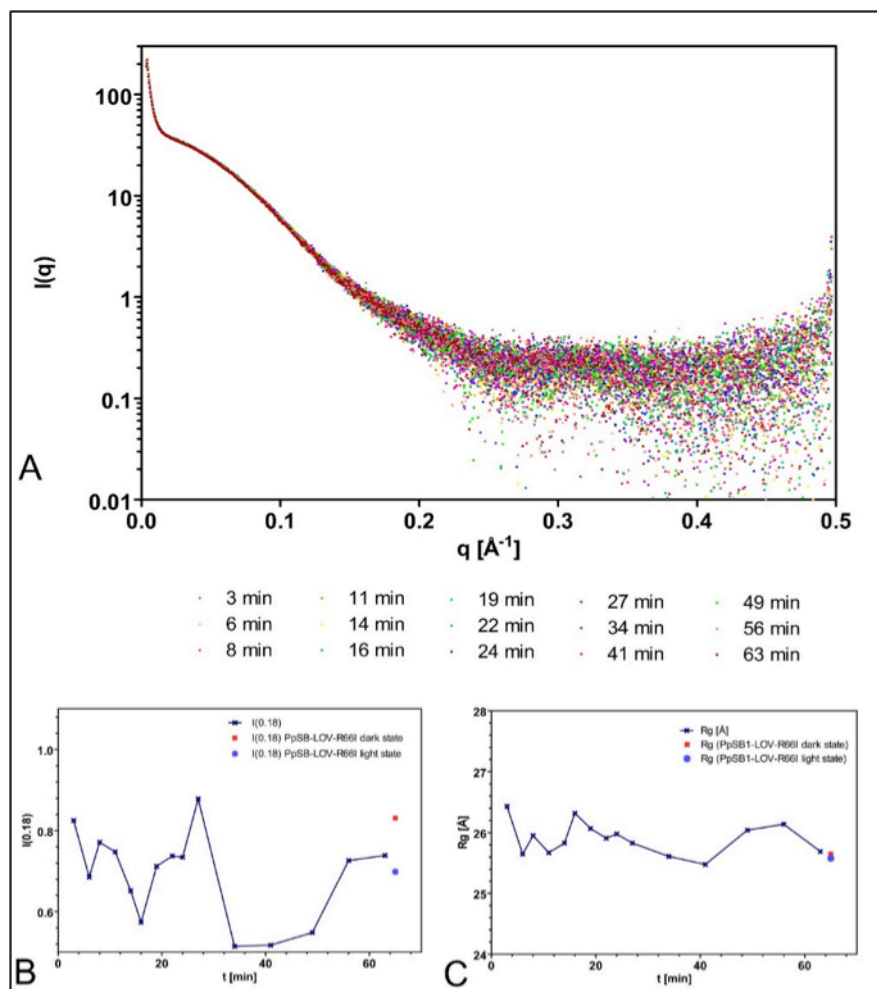 100
10
1
0.1
0.01
I(q)
0.0 0.1 0.2 0.3 0.4 0.5
q [Å⁻¹]
A
3 min 11 min 19 min 27 min 49 min
6 min 14 min 22 min 34 min 56 min
8 min 16 min 24 min 41 min 63 min
I(0.18)
I(0.18) PpSB-LOV-R66I dark state
I(0.18) PpSB-LOV-R66I light state
1.0
0.8
0.6
I(0.18)
0 20 40 60
t [min]
B
Rg [Å]
Rg (PpSB1-LOV-R66I dark state)
Rg (PpSB1-LOV-R66I light state)
28
27
26
25
24
Rg [Å]
0 20 40 60
t [min]
C